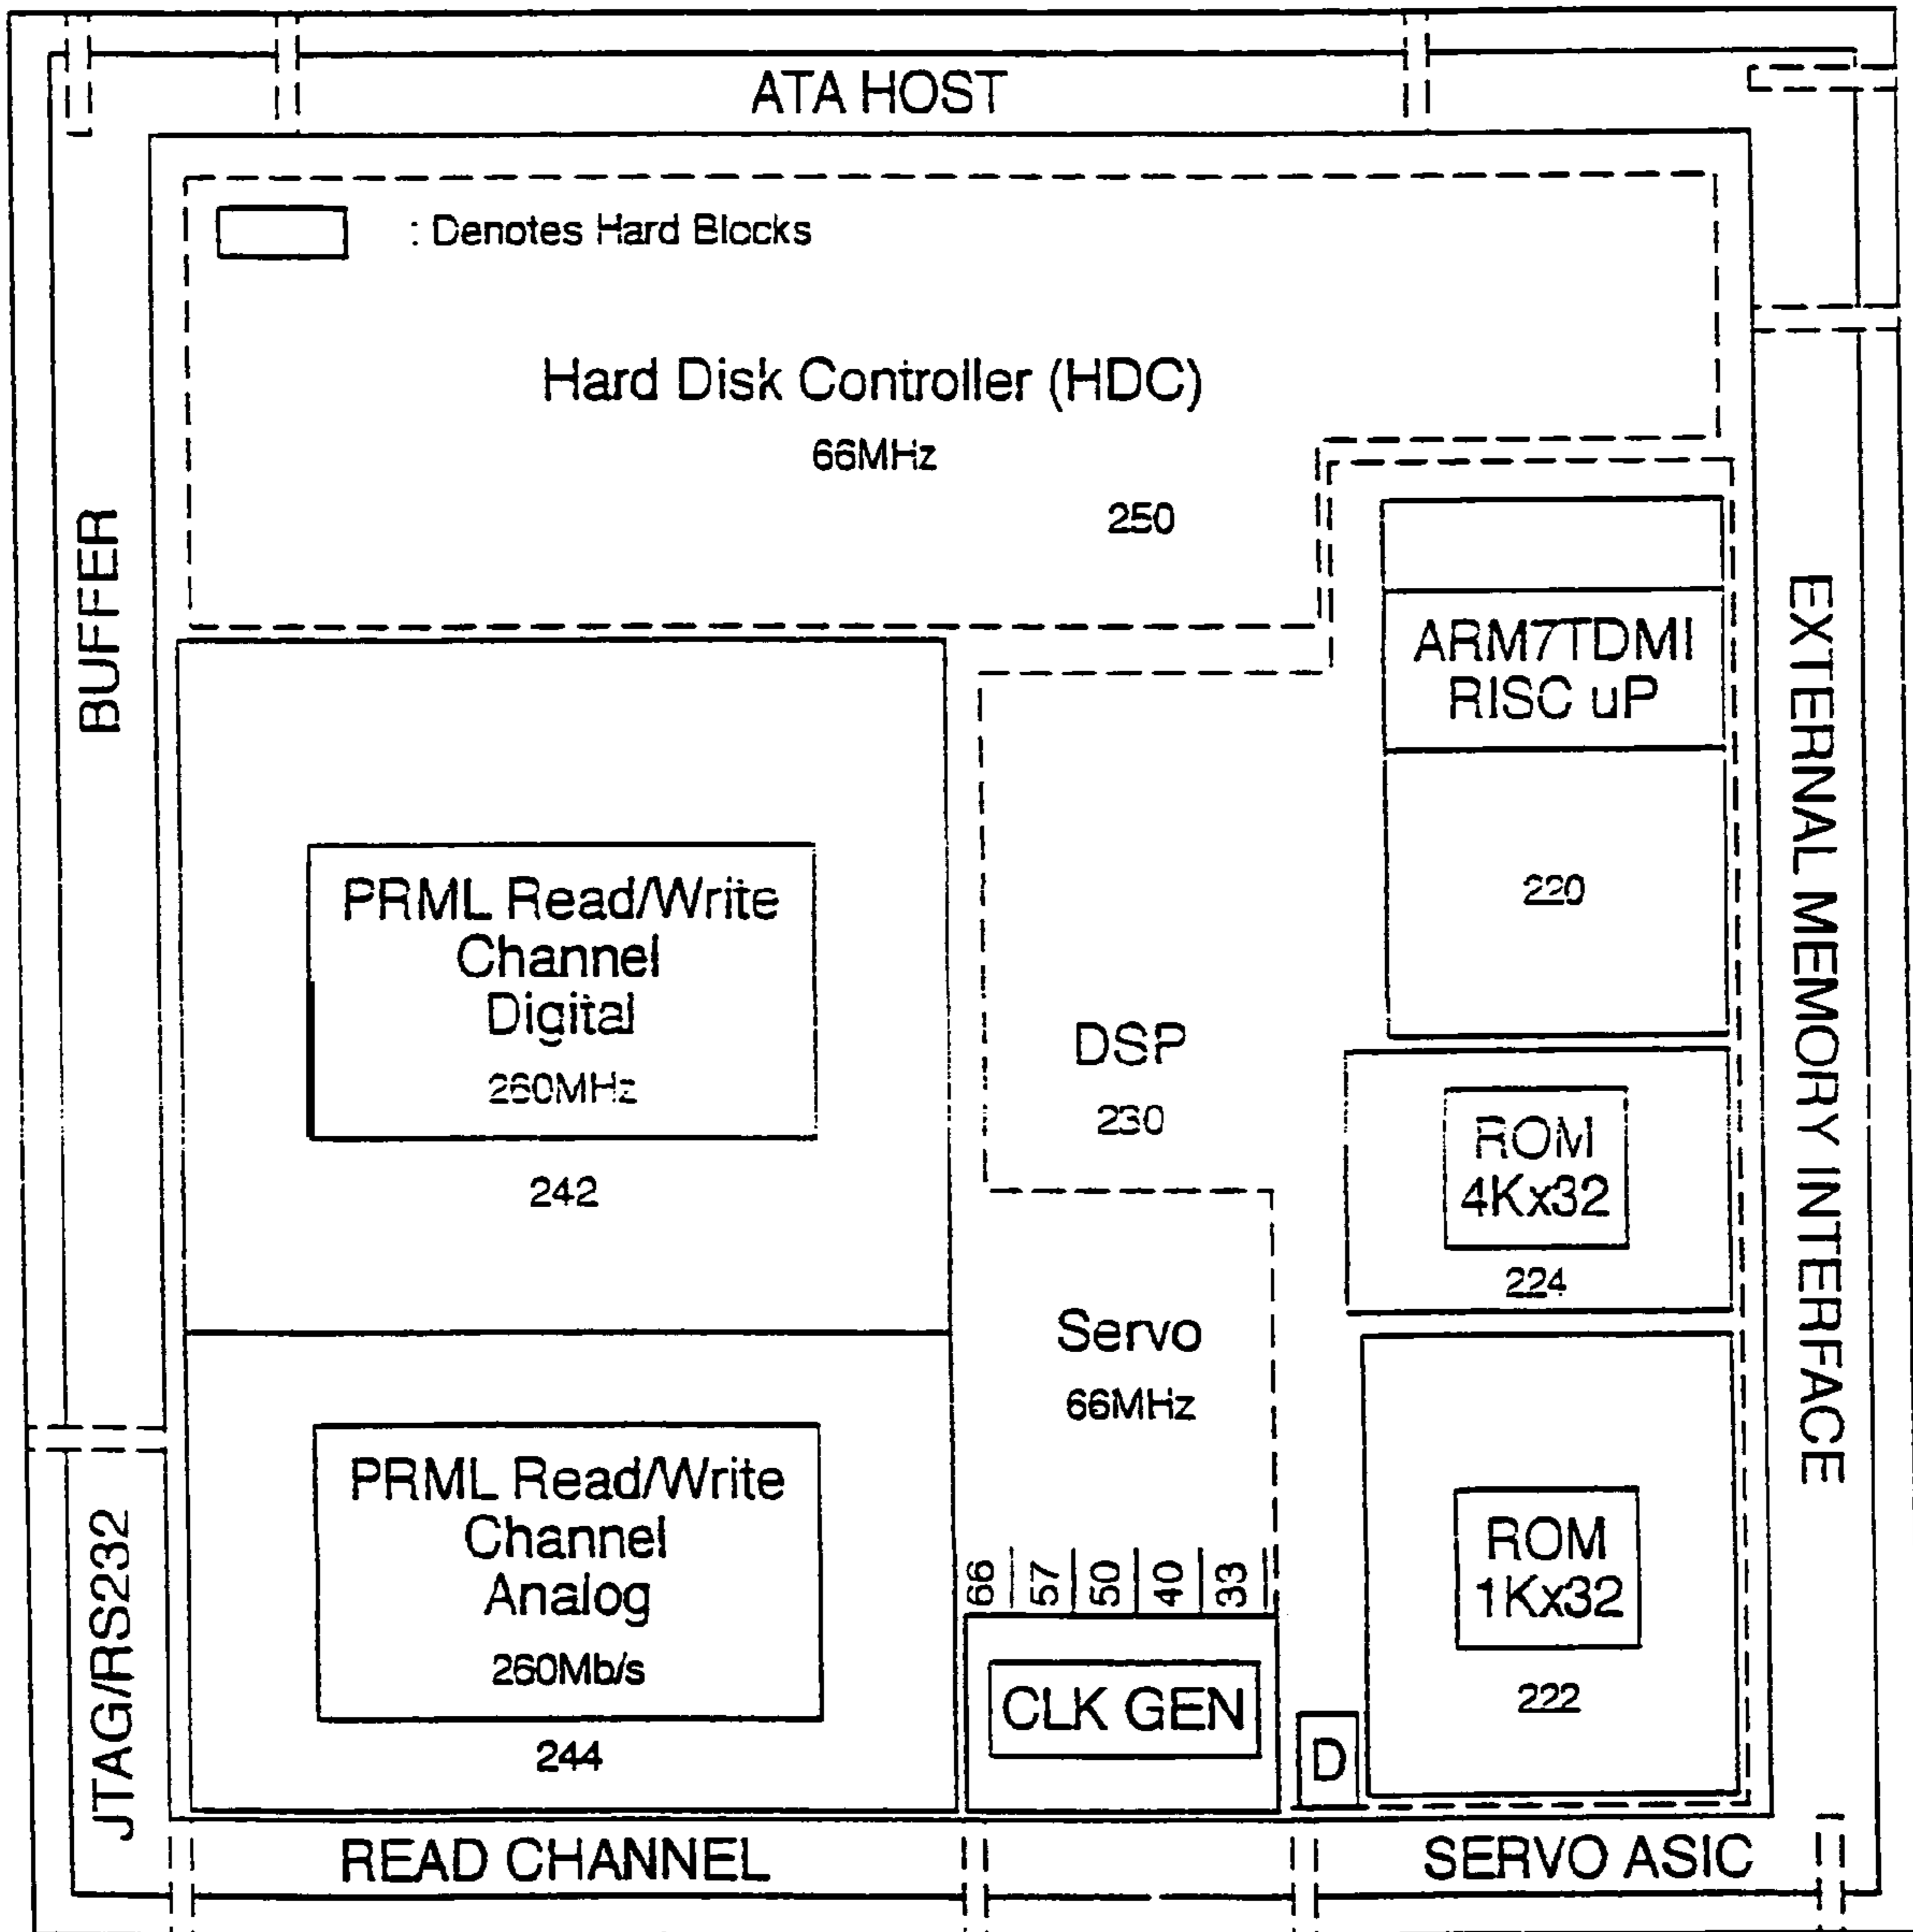 ATA HOST
: Denotes Hard Blocks
Hard Disk Controller (HDC)
66MHz
250
BUFFER
EXTERNAL MEMORY INTERFACE
ARM7TDMI
RISC uP
220
PRML Read/Write
Channel
Digital
260MHz
242
DSP
230
ROM
4Kx32
224
Servo
66MHz
PRML Read/Write
Channel
Analog
260Mb/s
244
66 57 50 40 33
CLK GEN
D
ROM
1Kx32
222
JTAG/RS232
READ CHANNEL
SERVO ASIC